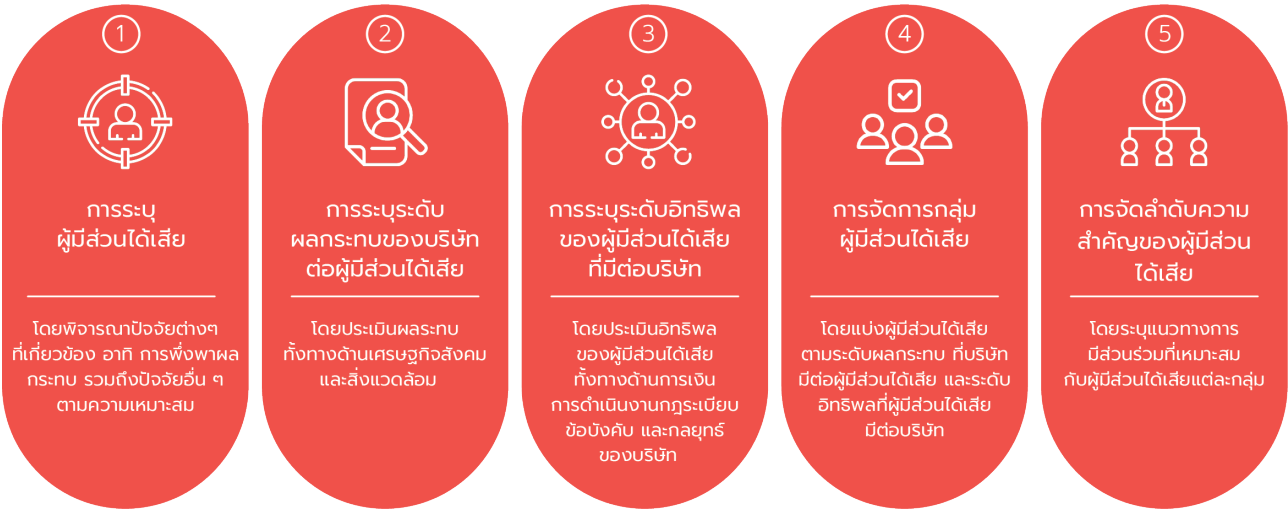 1
การระบุ
ผู้มีส่วนได้เสีย
โดยพิจารณาปัจจัยต่างๆ
ที่เกี่ยวข้อง อาทิ การพึ่งพาผล
กระทบ รวมถึงปัจจัยอื่น ๆ
ตามความเหมาะสม
2
การระบุระดับ
ผลกระทบของบริษัท
ต่อผู้มีส่วนได้เสีย
โดยประเมินผลระทบ
ทั้งทางด้านเศรษฐกิจสังคม
และสิ่งแวดล้อม
3
การระบุระดับอิทธิพล
ของผู้มีส่วนได้เสีย
ที่มีต่อบริษัท
โดยประเมินอิทธิพล
ของผู้มีส่วนได้เสีย
ทั้งทางด้านการเงิน
การดำเนินงานกฎระเบียบ
ข้อบังคับ และกลยุทธ์
ของบริษัท
4
การจัดการกลุ่ม
ผู้มีส่วนได้เสีย
โดยแบ่งผู้มีส่วนได้เสีย
ตามระดับผลกระทบ ที่บริษัท
มีต่อผู้มีส่วนได้เสีย และระดับ
อิทธิพลที่ผู้มีส่วนได้เสีย
มีต่อบริษัท
5
การจัดลำดับความ
สำคัญของผู้มีส่วน
ได้เสีย
โดยระบุแนวทางการ
มีส่วนร่วมที่เหมาะสม
กับผู้มีส่วนได้เสียแต่ละกลุ่ม